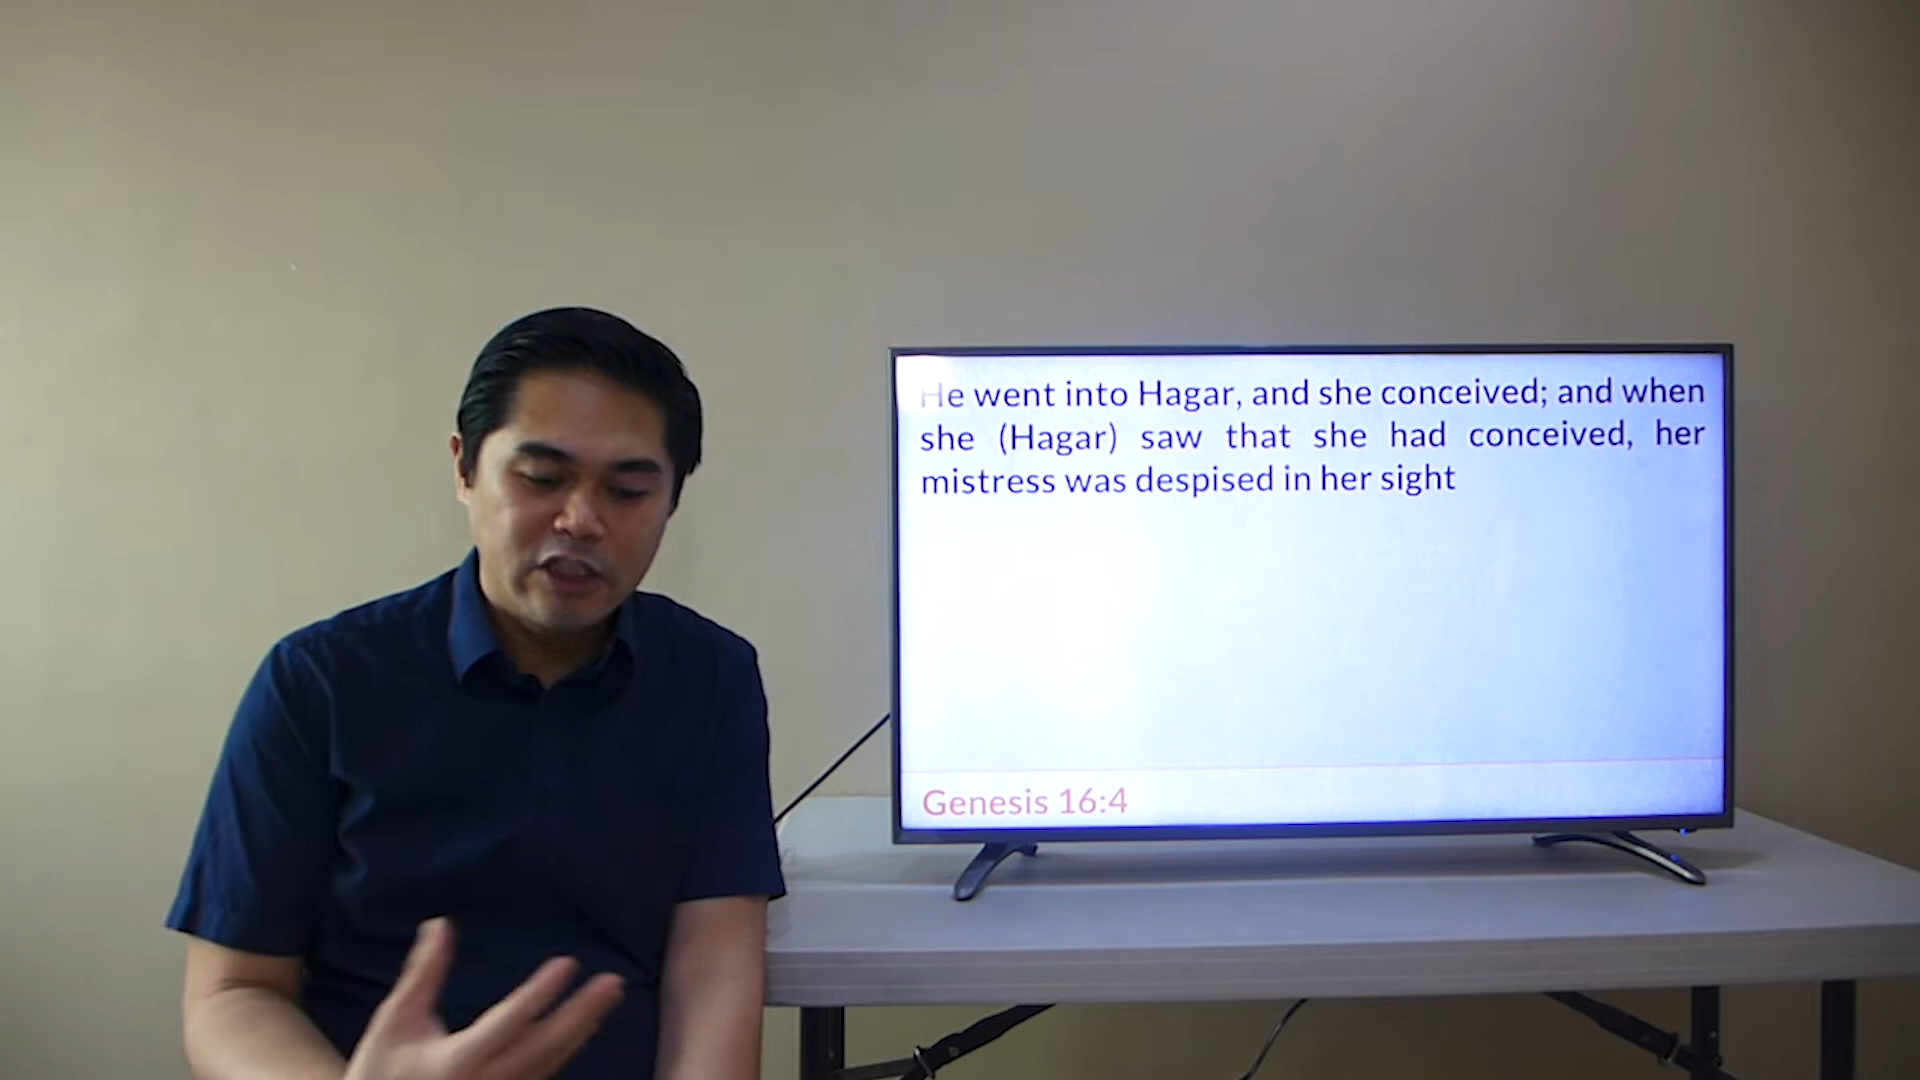 He went into Hagar, and she conceived; and when
she (Hagar) saw that she had conceived, her
mistress was despised in her sight
Genesis 16:4